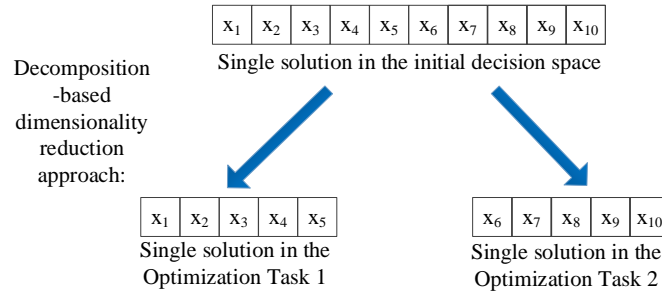 x₁ x₂ x₃ x₄ x₅ x₆ x₇ x₈ x₉ x₁₀
Single solution in the initial decision space
Decomposition
-based
dimensionality
reduction
approach:
x₁ x₂ x₃ x₄ x₅
Single solution in the
Optimization Task 1
x₆ x₇ x₈ x₉ x₁₀
Single solution in the
Optimization Task 2